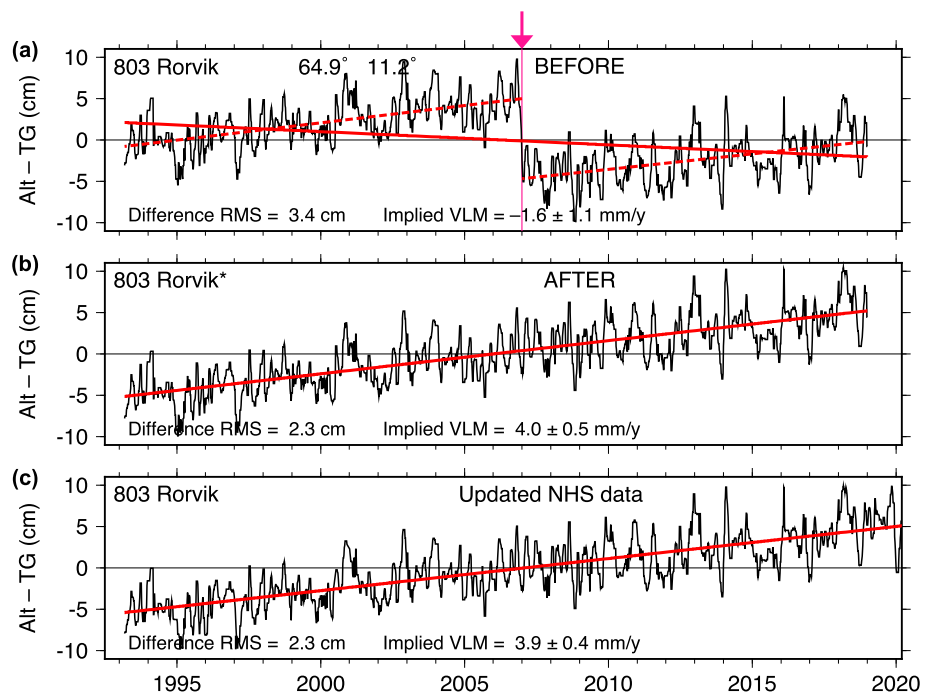 (a)
803 Rorvik 64.9° 11.2° BEFORE
10
5
0
-5
-10
Alt – TG (cm)
Difference RMS = 3.4 cm Implied VLM = –1.6 ± 1.1 mm/y
(b)
803 Rorvik* AFTER
10
5
0
-5
-10
Alt – TG (cm)
Difference RMS = 2.3 cm Implied VLM = 4.0 ± 0.5 mm/y
(c)
803 Rorvik Updated NHS data
10
5
0
-5
-10
Alt – TG (cm)
Difference RMS = 2.3 cm Implied VLM = 3.9 ± 0.4 mm/y
1995 2000 2005 2010 2015 2020